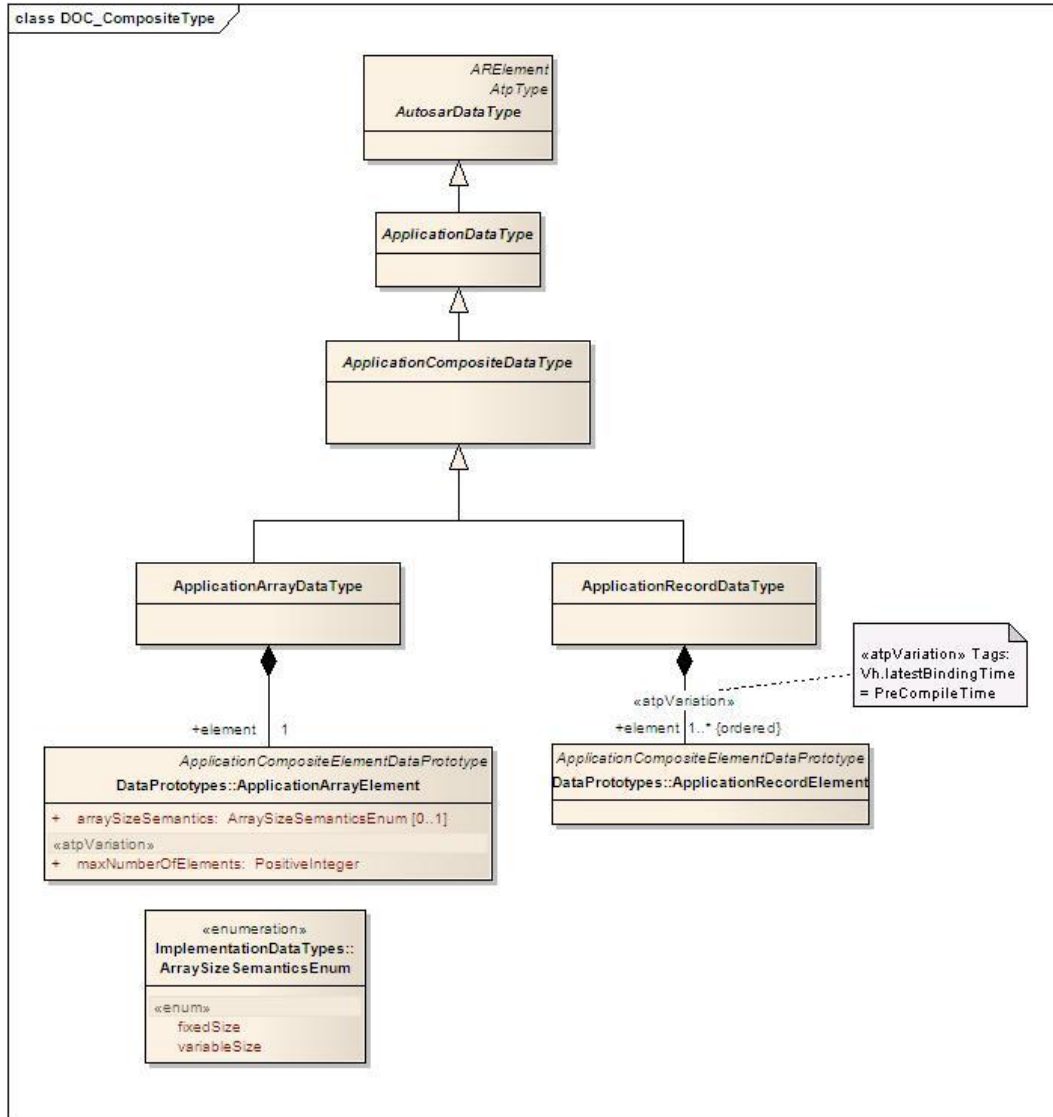 class DOC_CompositeType
ARElement
AtpType
AutosarDataType
ApplicationDataType
ApplicationCompositeDataType
ApplicationArrayDataType
ApplicationRecordDataType
«atpVariation» Tags:
Vh.latestBindingTime
= PreCompileTime
«atpVariation»
+element 1
+element 1..* {ordered}
ApplicationCompositeElementDataPrototype
DataPrototypes::ApplicationArrayElement
+ arraySizeSemantics: ArraySizeSemanticsEnum [0..1]
«atpVariation»
+ maxNumberOfElements: PositiveInteger
ApplicationCompositeElementDataPrototype
DataPrototypes::ApplicationRecordElement
«enumeration»
ImplementationDataTypes::
ArraySizeSemanticsEnum
«enum»
fixedSize
variableSize